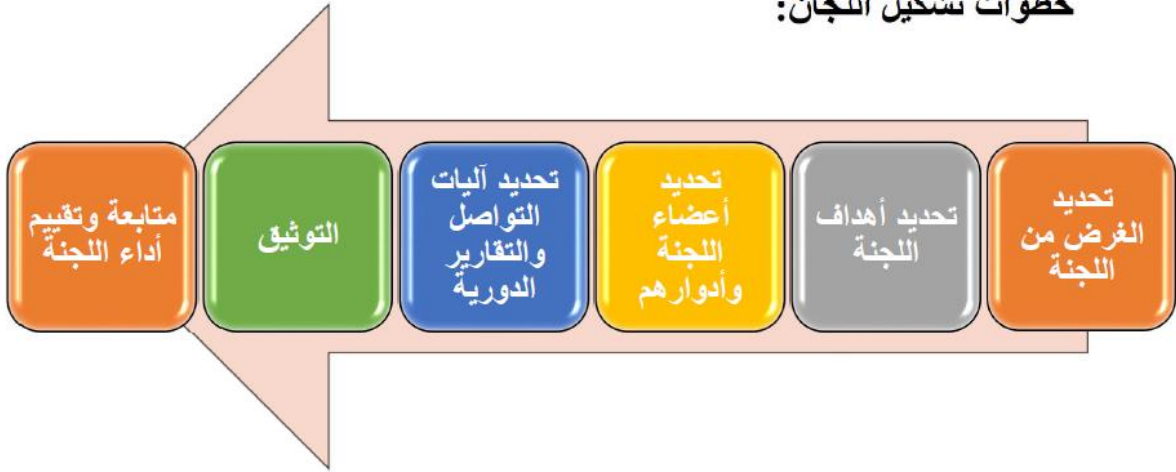 خطوات تشكيل اللجان:
تحديد
الغرض من
اللجنة
تحديد أهداف
اللجنة
تحديد
أعضاء
اللجنة
وأدوارهم
تحديد آليات
التواصل
والتقارير
الدورية
التوثيق
متابعة وتقييم
أداء اللجنة